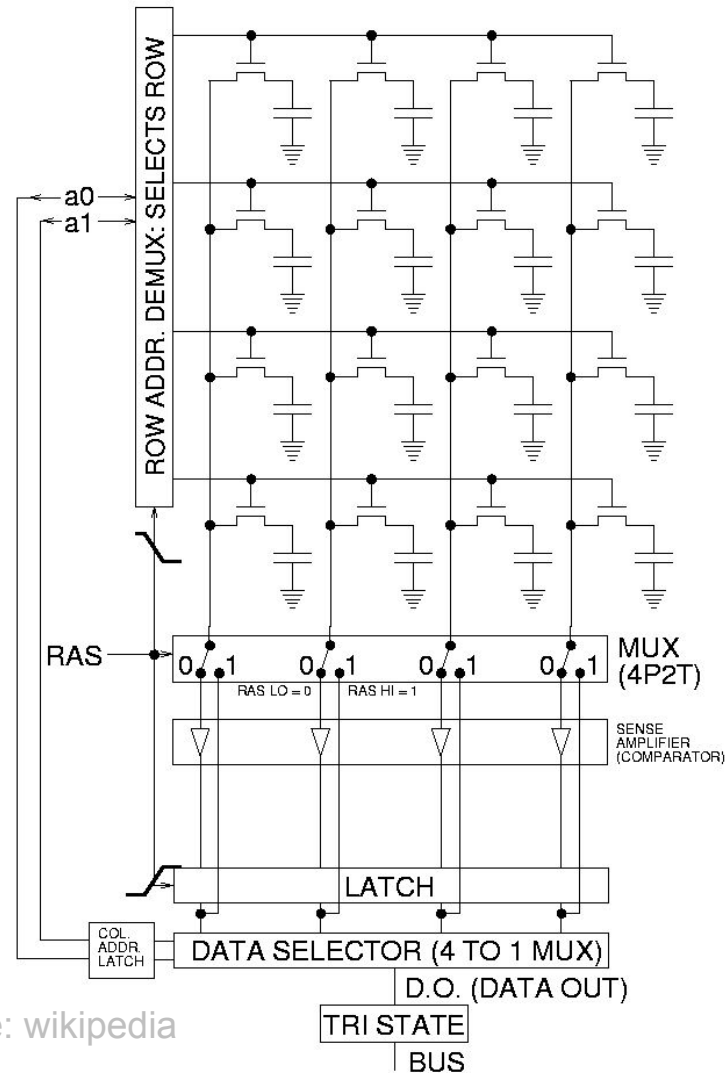 ROW ADDR. DEMUX: SELECTS ROW
a0
a1
RAS
0 1 0 1 0 1 0 1
RAS LO = 0 RAS HI = 1
MUX
(4P2T)
SENSE
AMPLIFIER
(COMPARATOR)
LATCH
COL.
ADDR.
LATCH
DATA SELECTOR (4 TO 1 MUX)
D.O. (DATA OUT)
TRI STATE
BUS
e: wikipedia